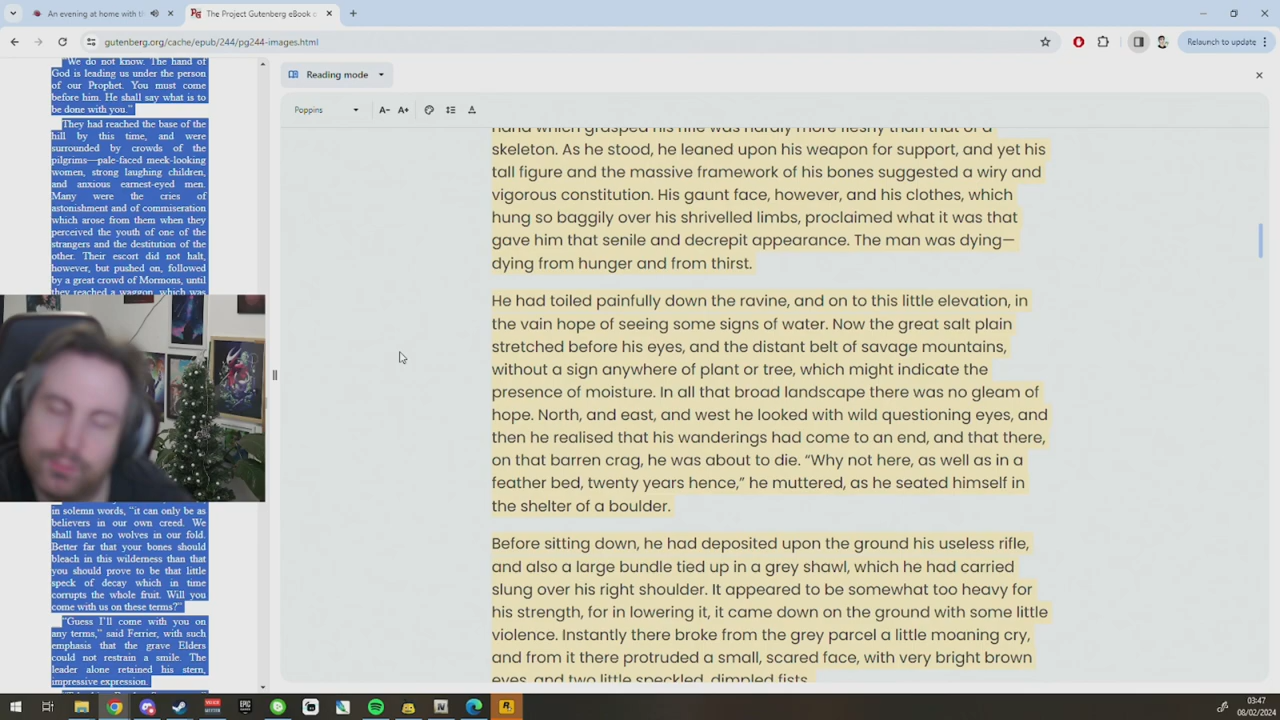 An evening at home with th
The Project Gutenberg eBook o
gutenberg.org/cache/epub/244/pg244-images.html
Relaunch to update
"We do not know. The hand of
God is leading us under the person
of our Prophet. You must come
before him. He shall say what is to
be done with you."
They had reached the base of the
hill by this time, and were
surrounded by crowds of the
pilgrims—pale-faced meek-looking
women, strong laughing children,
and anxious earnest-eyed men.
Many were the cries of
astonishment and of commiseration
which arose from them when they
perceived the youth of one of the
strangers and the destitution of the
other. Their escort did not halt,
however, but pushed on, followed
by a great crowd of Mormons, until
they reached a waggon, which was
in solemn words, “it can only be as
believers in our own creed. We
shall have no wolves in our fold.
Better far that your bones should
bleach in this wilderness than that
you should prove to be that little
speck of decay which in time
corrupts the whole fruit. Will you
come with us on these terms?”
“Guess I’ll come with you on
any terms,” said Ferrier, with such
emphasis that the grave Elders
could not restrain a smile. The
leader alone retained his stern,
impressive expression.
Reading mode
Poppins
A- A+
hand which grasped his rifle was hardly more fleshy than that of a
skeleton. As he stood, he leaned upon his weapon for support, and yet his
tall figure and the massive framework of his bones suggested a wiry and
vigorous constitution. His gaunt face, however, and his clothes, which
hung so baggily over his shrivelled limbs, proclaimed what it was that
gave him that senile and decrepit appearance. The man was dying—
dying from hunger and from thirst.
He had toiled painfully down the ravine, and on to this little elevation, in
the vain hope of seeing some signs of water. Now the great salt plain
stretched before his eyes, and the distant belt of savage mountains,
without a sign anywhere of plant or tree, which might indicate the
presence of moisture. In all that broad landscape there was no gleam of
hope. North, and east, and west he looked with wild questioning eyes, and
then he realised that his wanderings had come to an end, and that there,
on that barren crag, he was about to die. “Why not here, as well as in a
feather bed, twenty years hence,” he muttered, as he seated himself in
the shelter of a boulder.
Before sitting down, he had deposited upon the ground his useless rifle,
and also a large bundle tied up in a grey shawl, which he had carried
slung over his right shoulder. It appeared to be somewhat too heavy for
his strength, for in lowering it, it came down on the ground with some little
violence. Instantly there broke from the grey parcel a little moaning cry,
and from it there protruded a small, scared face, with very bright brown
eyes, and two little speckled, dimpled fists.
03:47
08/02/2024